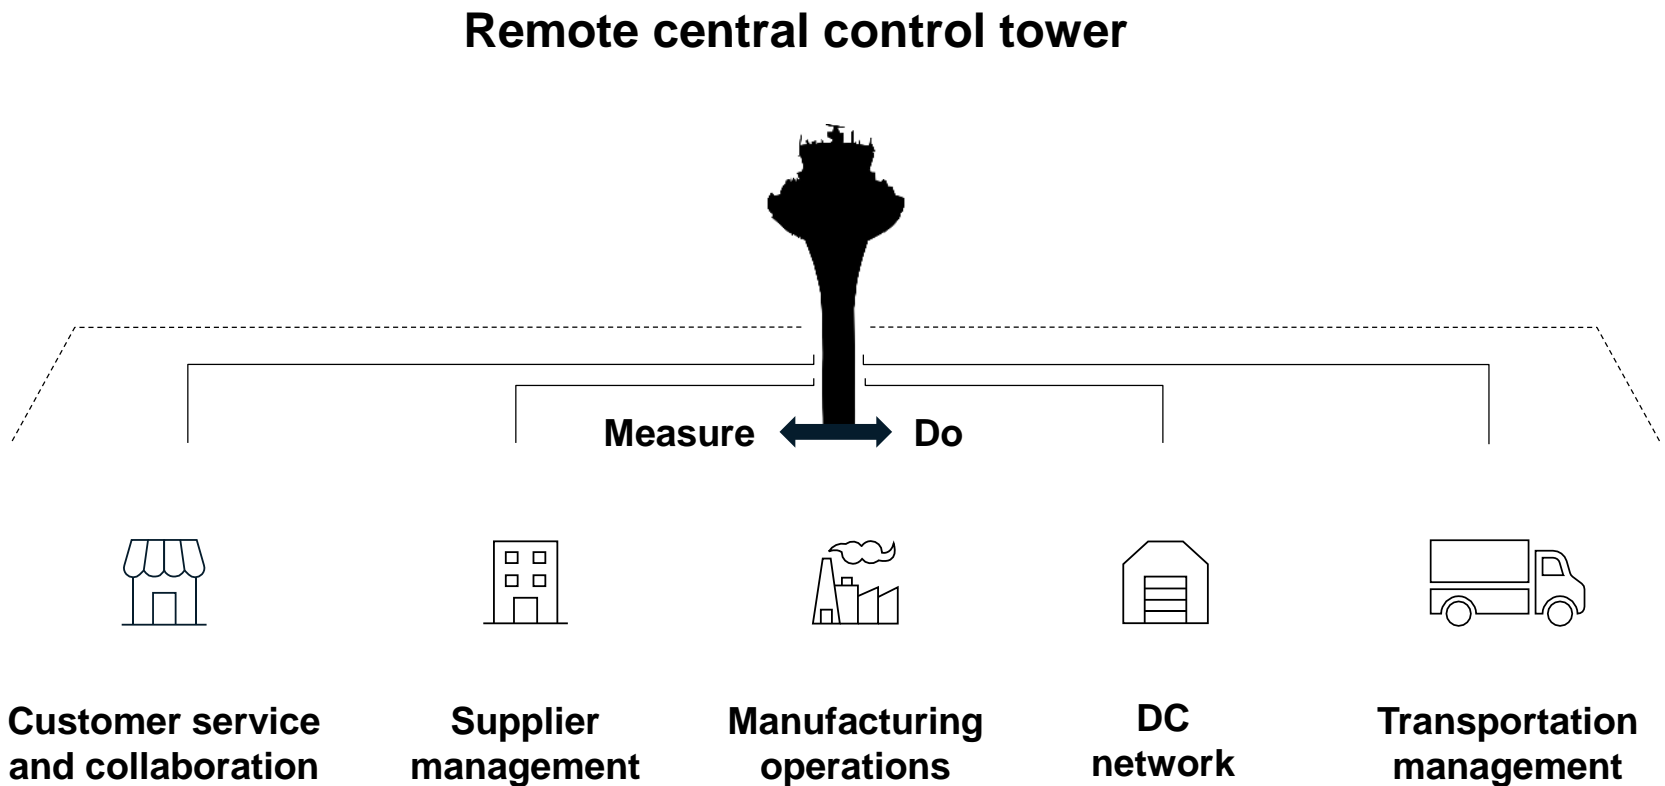 Remote central control tower
Measure
Do
Customer service
and collaboration
Supplier
management
Manufacturing
operations
DC
network
Transportation
management